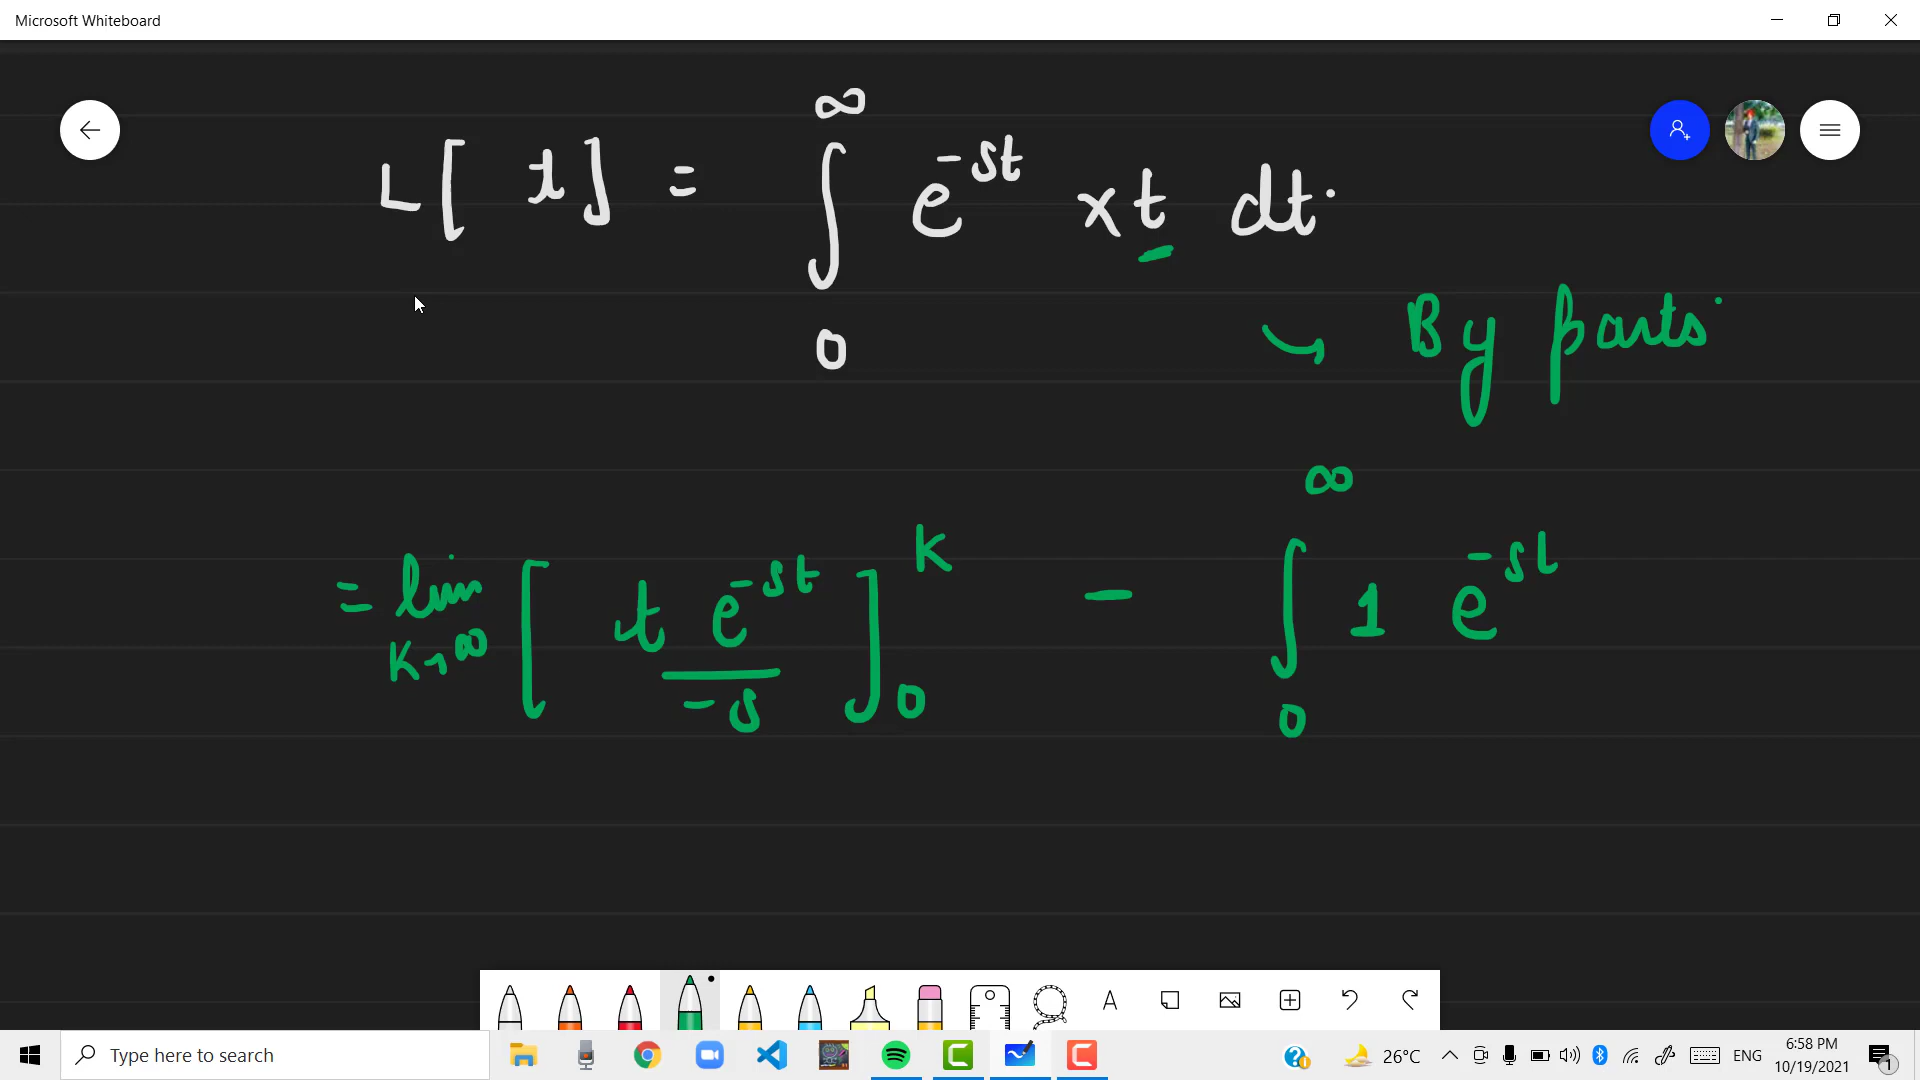 Microsoft Whiteboard
∞
L[ t] = ∫ e^-st x t dt.
0
By parts
∞
= lim [ t e^-st ]^k - ∫ 1 e^-st
k→∞ -s 0 0
A
Type here to search
26°C
ENG
6:58 PM
10/19/2021
1